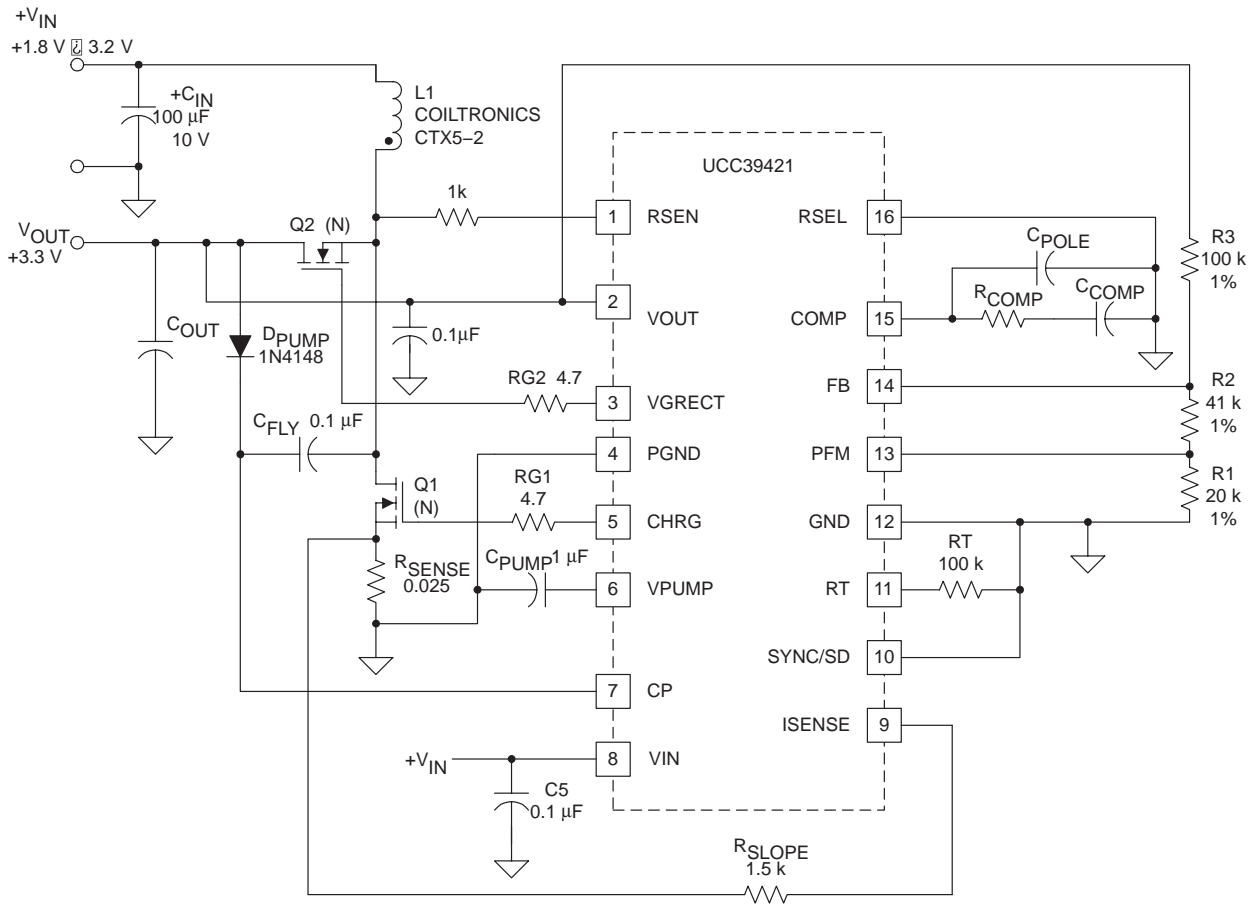 +VIN
+1.8 V ¿ 3.2 V
+CIN
100 µF
10 V
L1
COILTRONICS
CTX5–2
UCC39421
1k
1
RSEN
RSEL
16
Q2 (N)
VOUT
+3.3 V
CPOLE
R3
100 k
1%
2
VOUT
COMP
15
RCOMP
CCOMP
COUT
DPUMP
1N4148
0.1µF
RG2 4.7
3
VGRECT
FB
14
R2
41 k
1%
CFLY
0.1 µF
4
PGND
PFM
13
Q1
(N)
RG1
4.7
5
CHRG
GND
12
R1
20 k
1%
RSENSE
0.025
CPUMP
1 µF
6
VPUMP
RT
11
RT
100 k
SYNC/SD
10
7
CP
ISENSE
9
+VIN
8
VIN
C5
0.1 µF
RSLOPE
1.5 k